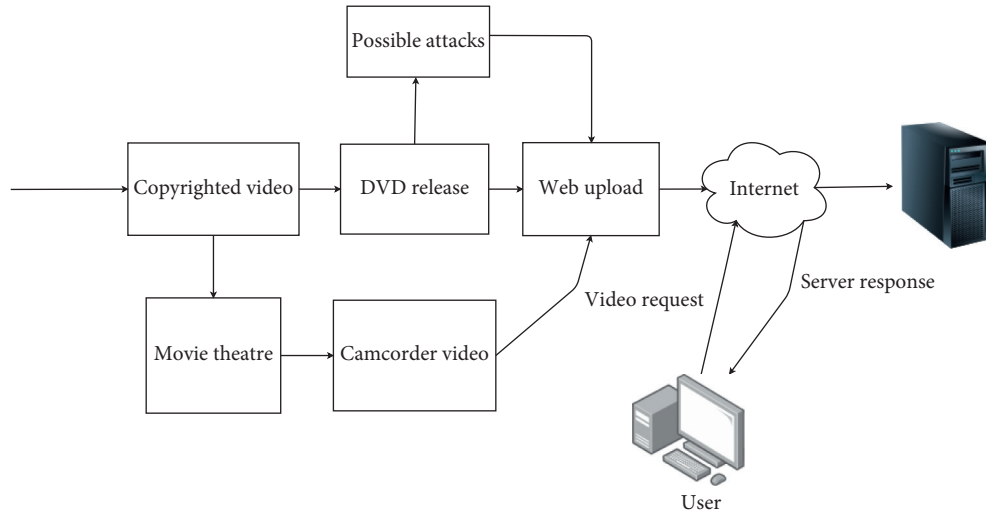 Possible attacks
Copyrighted video
DVD release
Web upload
Internet
Movie theatre
Camcorder video
Video request
Server response
User